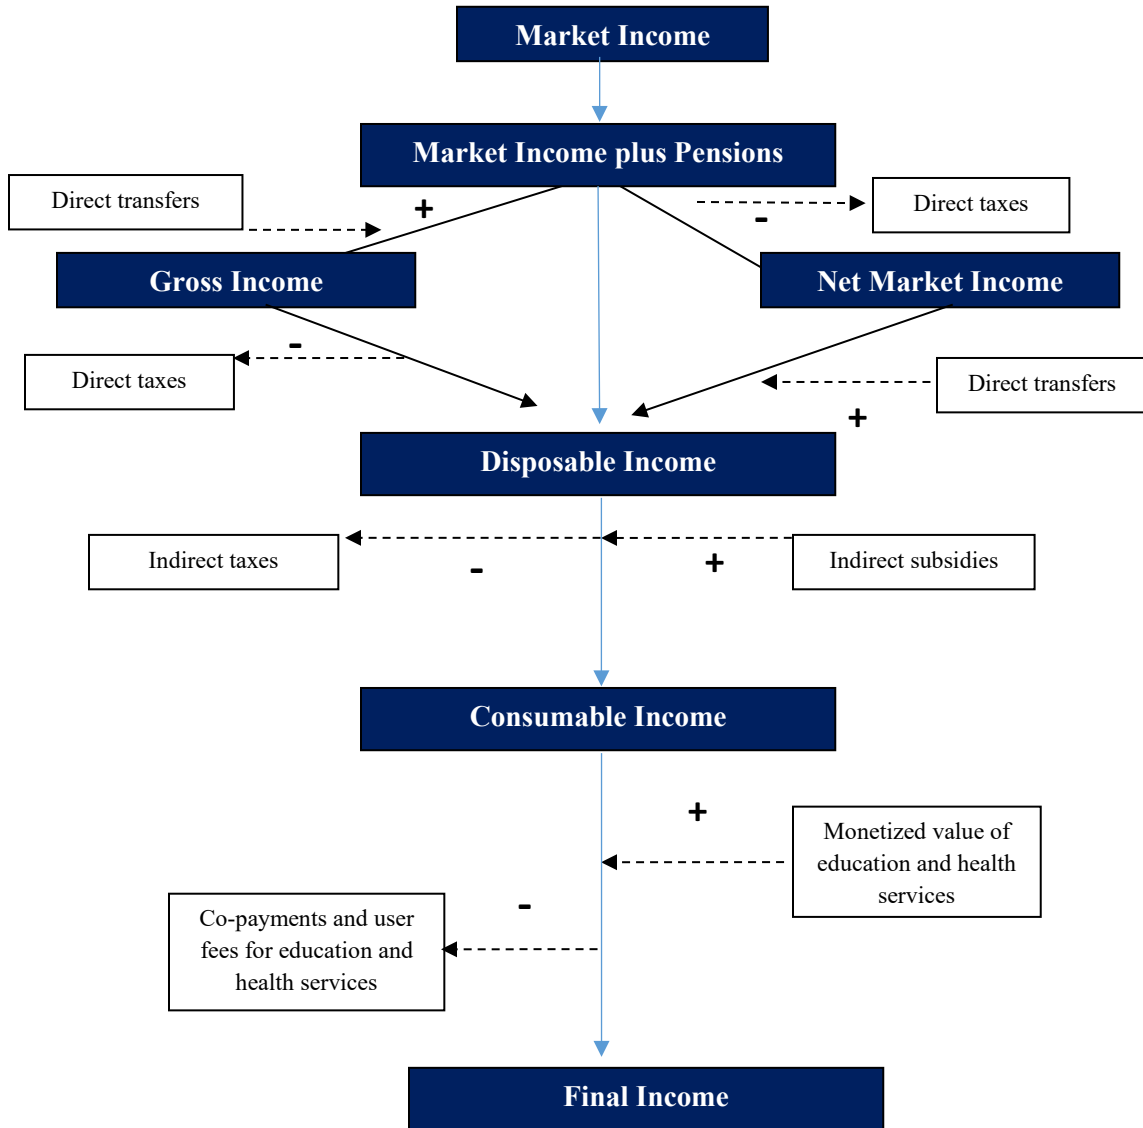 Market Income
Market Income plus Pensions
Direct transfers
+
-
Direct taxes
Gross Income
Net Market Income
-
Direct taxes
Direct transfers
+
Disposable Income
Indirect taxes
-
+
Indirect subsidies
Consumable Income
+
Monetized value of
education and health
services
-
Co-payments and user
fees for education and
health services
Final Income